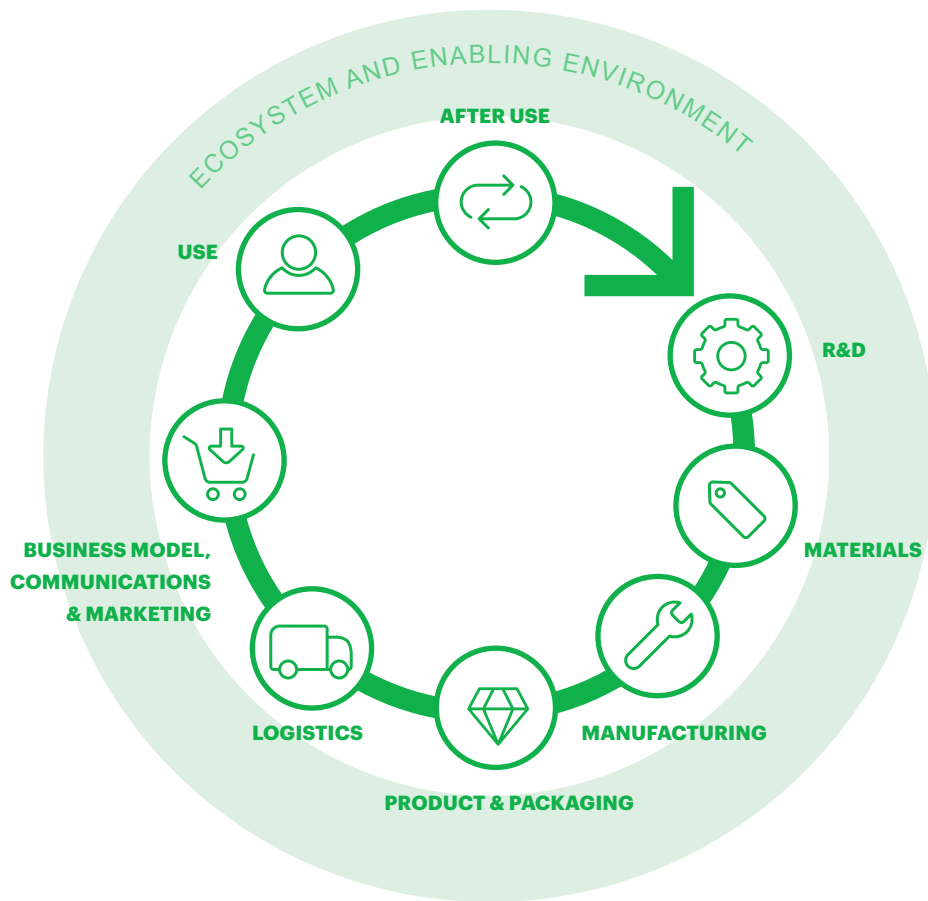 ECOSYSTEM AND ENABLING ENVIRONMENT
AFTER USE
USE
R&D
BUSINESS MODEL,
COMMUNICATIONS
& MARKETING
MATERIALS
LOGISTICS
MANUFACTURING
PRODUCT & PACKAGING